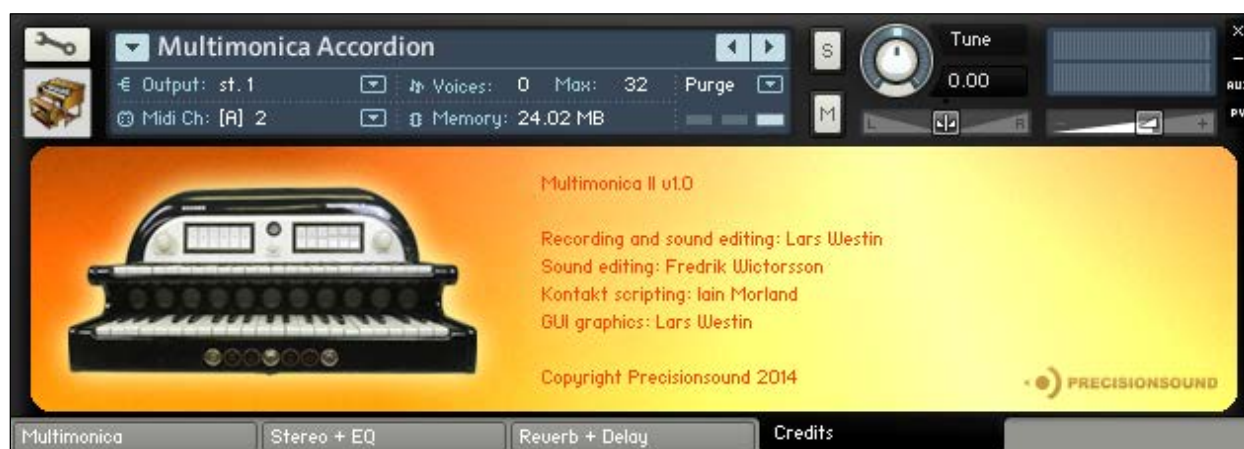 Multimonica Accordion
Output: st. 1
Voices: 0 Max: 32
Purge
Midi Ch: [A] 2
Memory: 24.02 MB
S
M
Tune
0.00
L
R
×
–
AUX
PV
- +
Multimonica II v1.0
Recording and sound editing: Lars Westin
Sound editing: Fredrik Wictorsson
Kontakt scripting: Iain Morland
GUI graphics: Lars Westin
Copyright Precisionsound 2014
PRECISIONSOUND
Multimonica
Stereo + EQ
Reverb + Delay
Credits